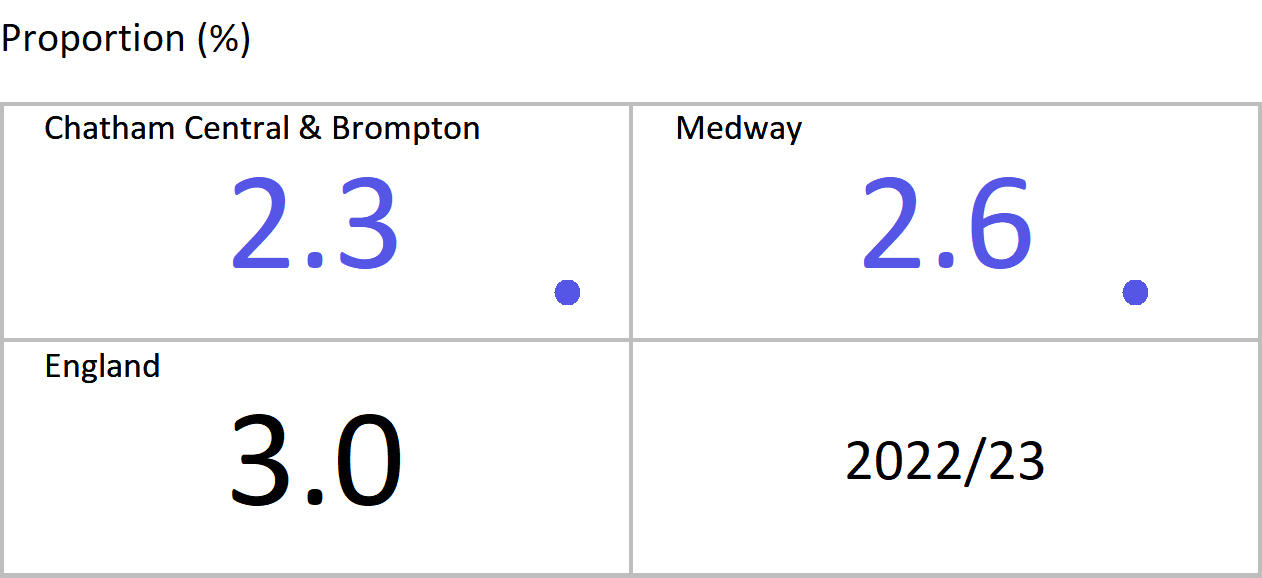 Proportion (%)
Chatham Central & Brompton
2.3
Medway
2.6
England
3.0
2022/23